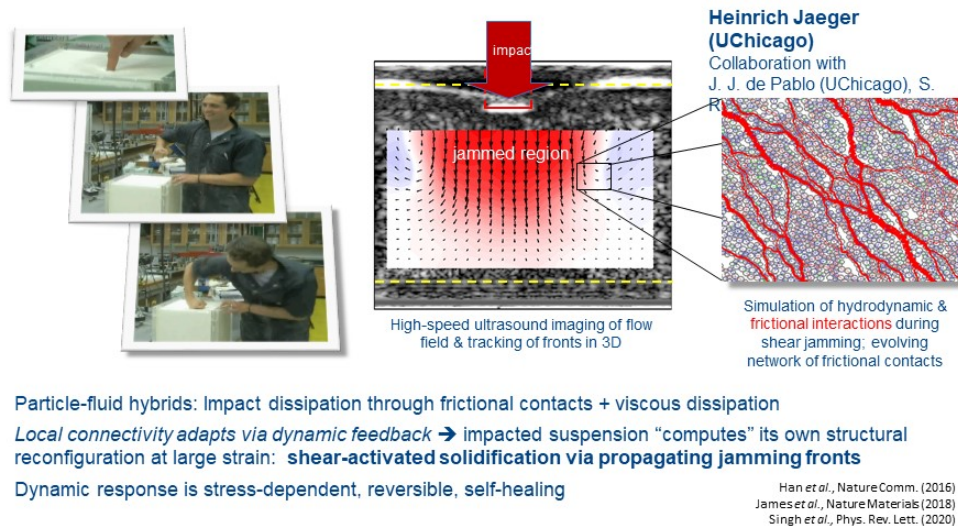 Heinrich Jaeger
(UChicago)
Collaboration with
J. J. de Pablo (UChicago), S.
impac
jammed region
High-speed ultrasound imaging of flow
field & tracking of fronts in 3D
Simulation of hydrodynamic &
frictional interactions during
shear jamming; evolving
network of frictional contacts
Particle-fluid hybrids: Impact dissipation through frictional contacts + viscous dissipation
Local connectivity adapts via dynamic feedback ➔ impacted suspension “computes” its own structural
reconfiguration at large strain: shear-activated solidification via propagating jamming fronts
Dynamic response is stress-dependent, reversible, self-healing
Han et al., Nature Comm. (2016)
James et al., Nature Materials (2018)
Singh et al., Phys. Rev. Lett. (2020)